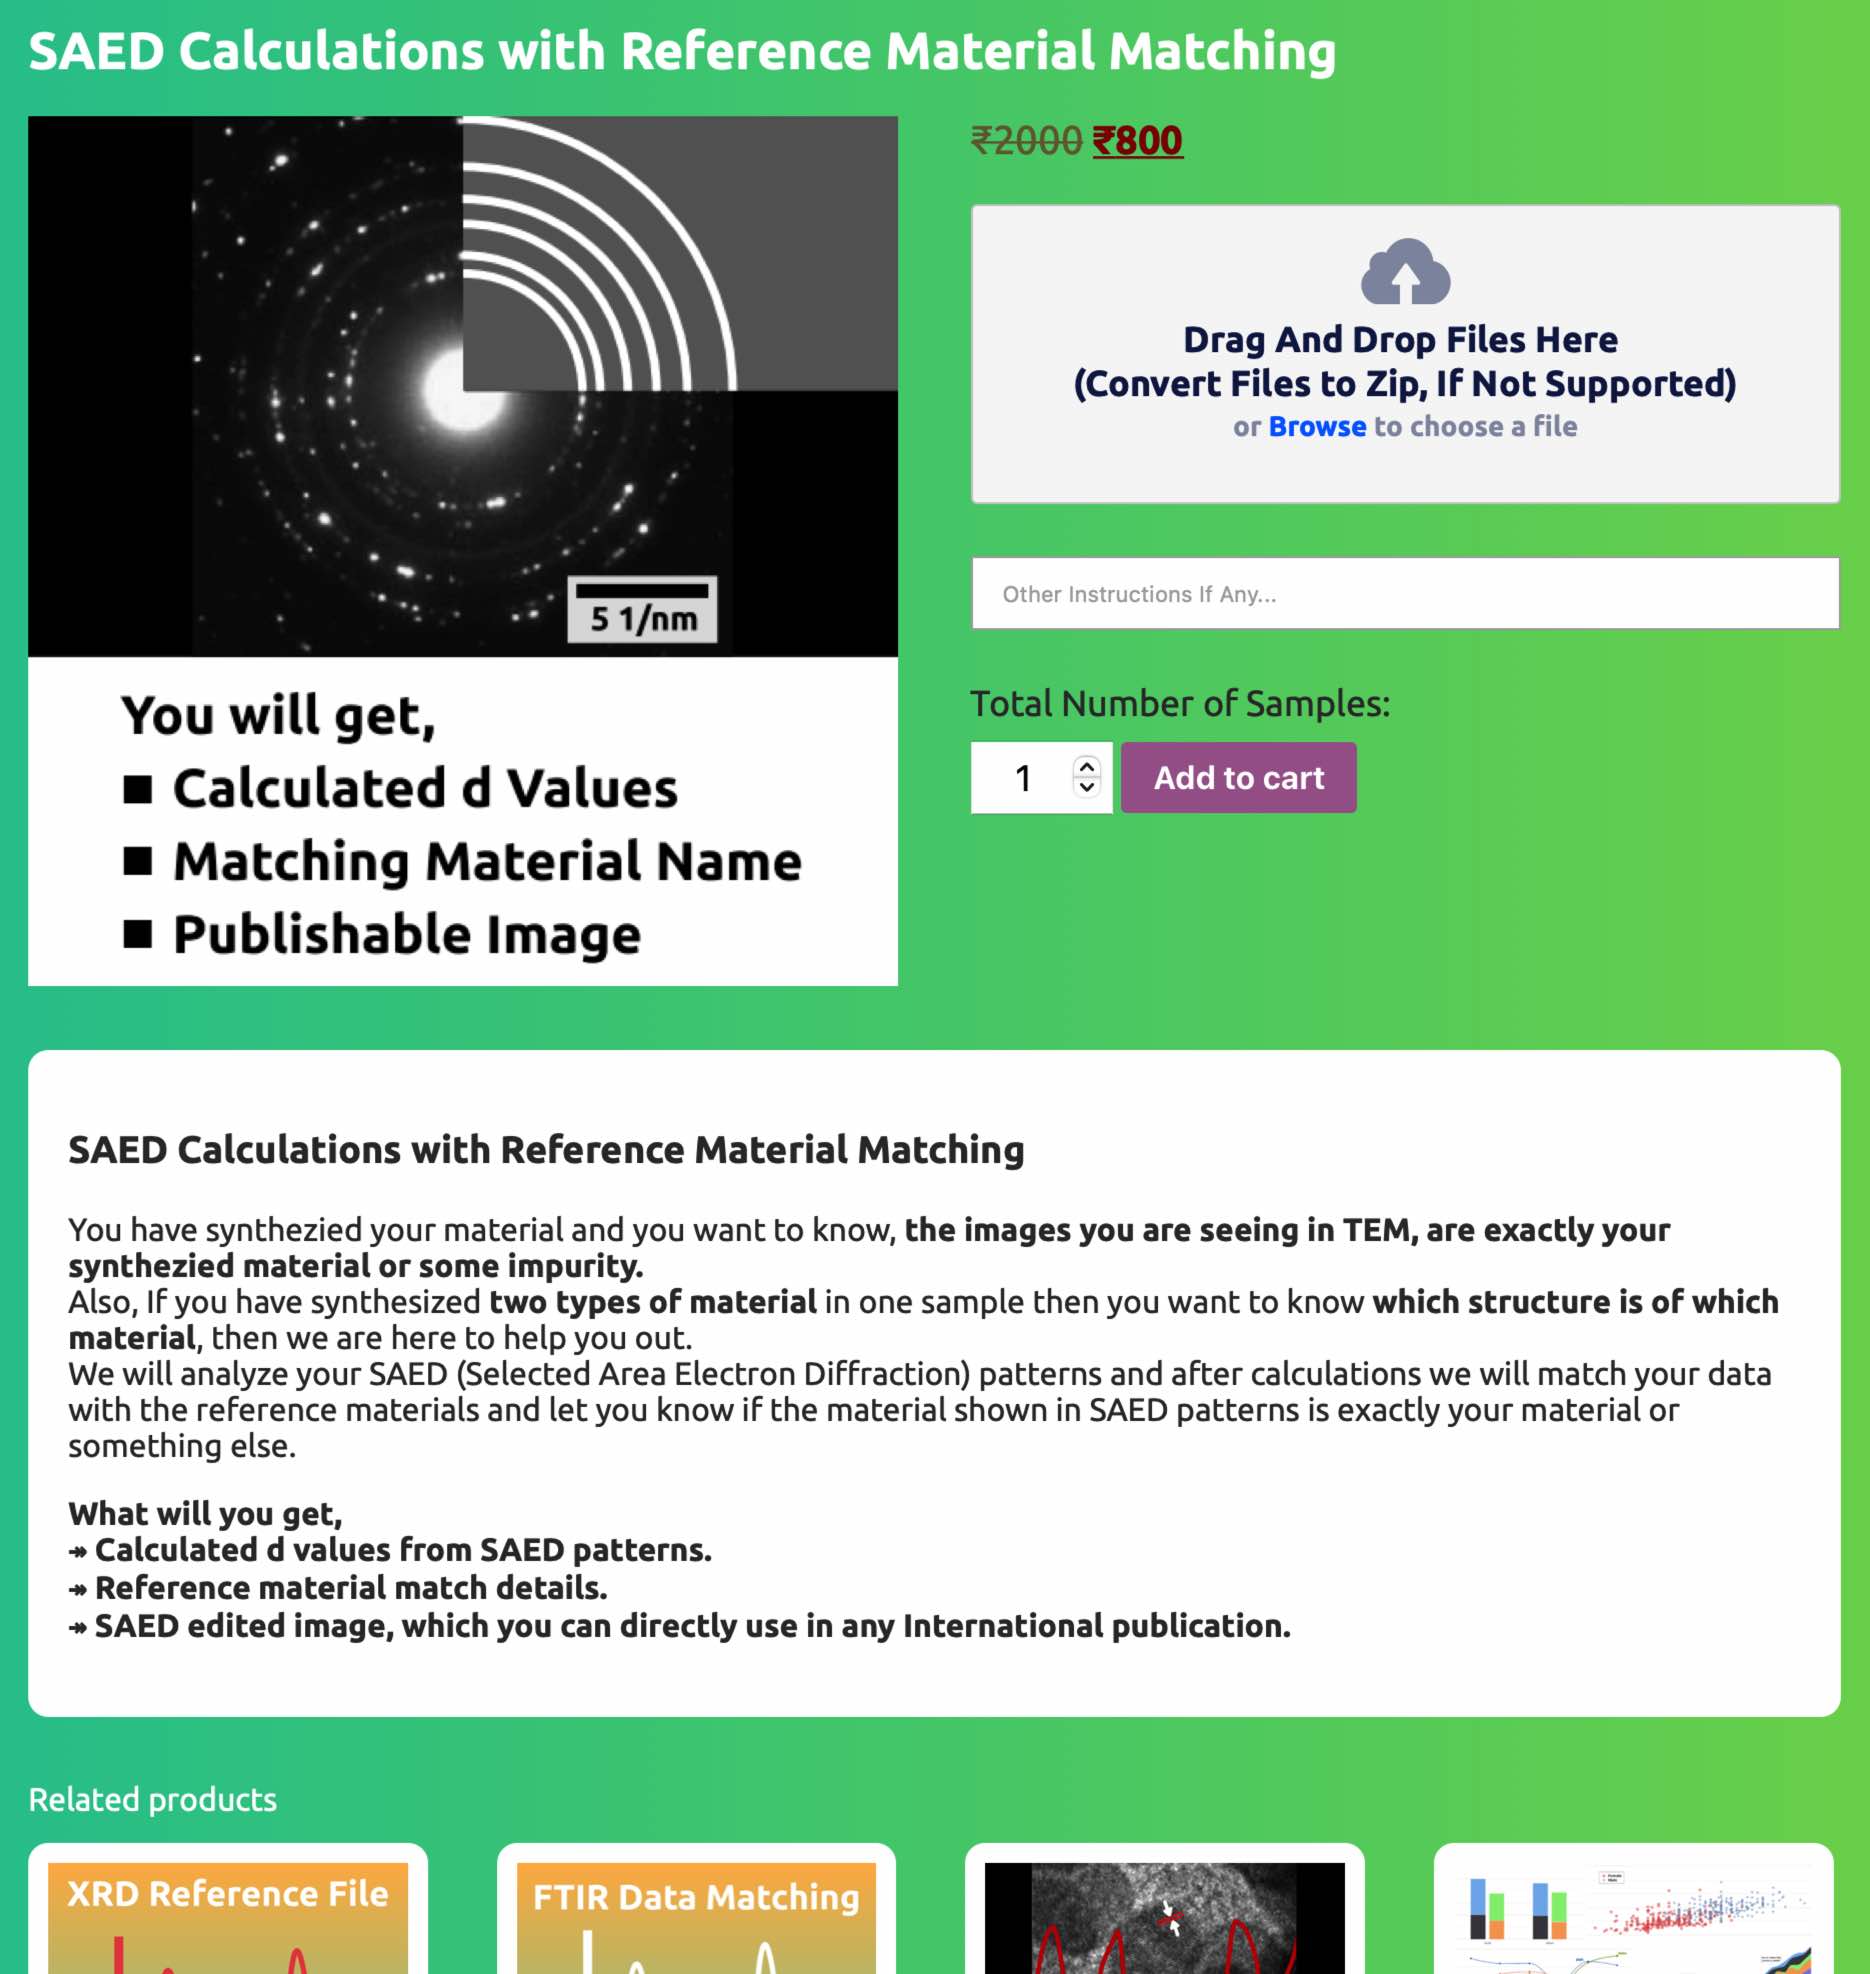 SAED Calculations with Reference Material Matching
₹2000 ₹800
Drag And Drop Files Here
(Convert Files to Zip, If Not Supported)
or Browse to choose a file
5 1/nm
Other Instructions If Any...
Total Number of Samples:
1 Add to cart
You will get,
■ Calculated d Values
■ Matching Material Name
■ Publishable Image
SAED Calculations with Reference Material Matching
You have synthezied your material and you want to know, the images you are seeing in TEM, are exactly your
synthezied material or some impurity.
Also, If you have synthesized two types of material in one sample then you want to know which structure is of which
material, then we are here to help you out.
We will analyze your SAED (Selected Area Electron Diffraction) patterns and after calculations we will match your data
with the reference materials and let you know if the material shown in SAED patterns is exactly your material or
something else.
What will you get,
↠ Calculated d values from SAED patterns.
↠ Reference material match details.
↠ SAED edited image, which you can directly use in any International publication.
Related products
XRD Reference File
FTIR Data Matching